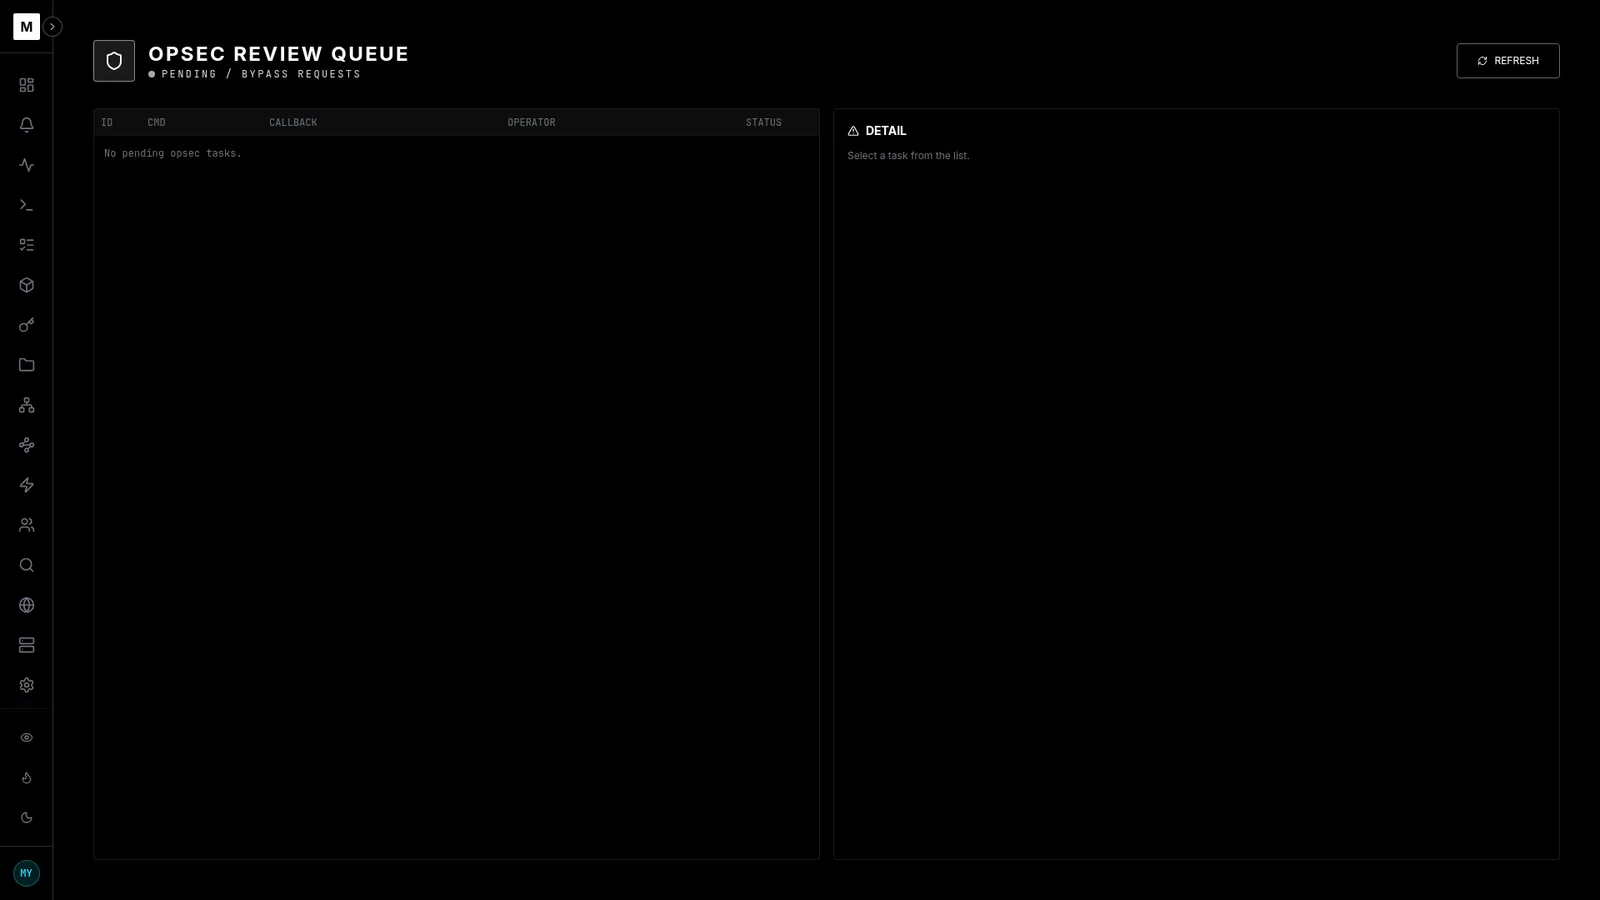 M
OPSEC REVIEW QUEUE
PENDING / BYPASS REQUESTS
REFRESH
ID CMD CALLBACK OPERATOR STATUS
No pending opsec tasks.
DETAIL
Select a task from the list.
MY